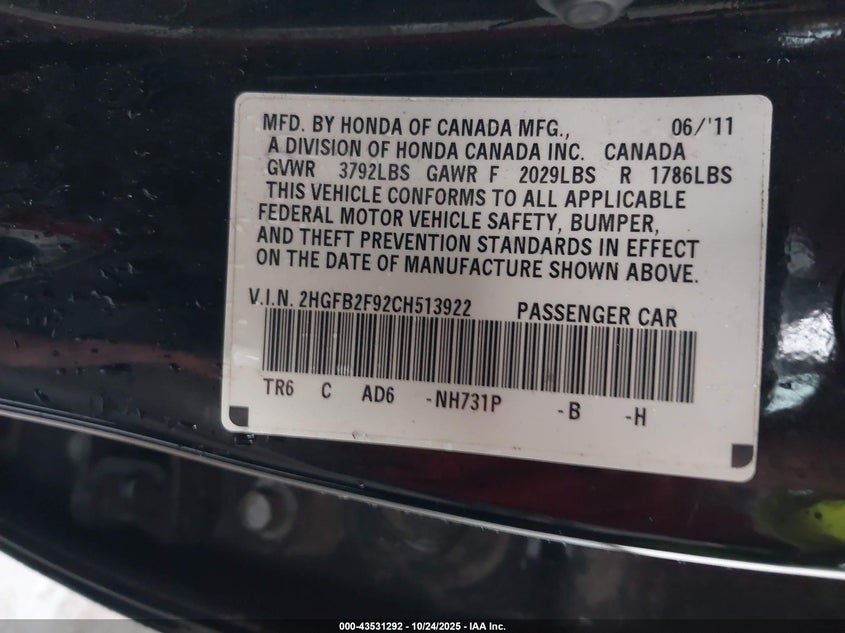 MFD. BY HONDA OF CANADA MFG., 06/'11
A DIVISION OF HONDA CANADA INC. CANADA
GVWR 3792LBS GAWR F 2029LBS R 1786LBS
THIS VEHICLE CONFORMS TO ALL APPLICABLE
FEDERAL MOTOR VEHICLE SAFETY, BUMPER,
AND THEFT PREVENTION STANDARDS IN EFFECT
ON THE DATE OF MANUFACTURE SHOWN ABOVE.
V.I.N. 2HGFB2F92CH513922 PASSENGER CAR
TR6 C AD6 -NH731P -B -H
000-43531292 - 10/24/2025 - IAA Inc.